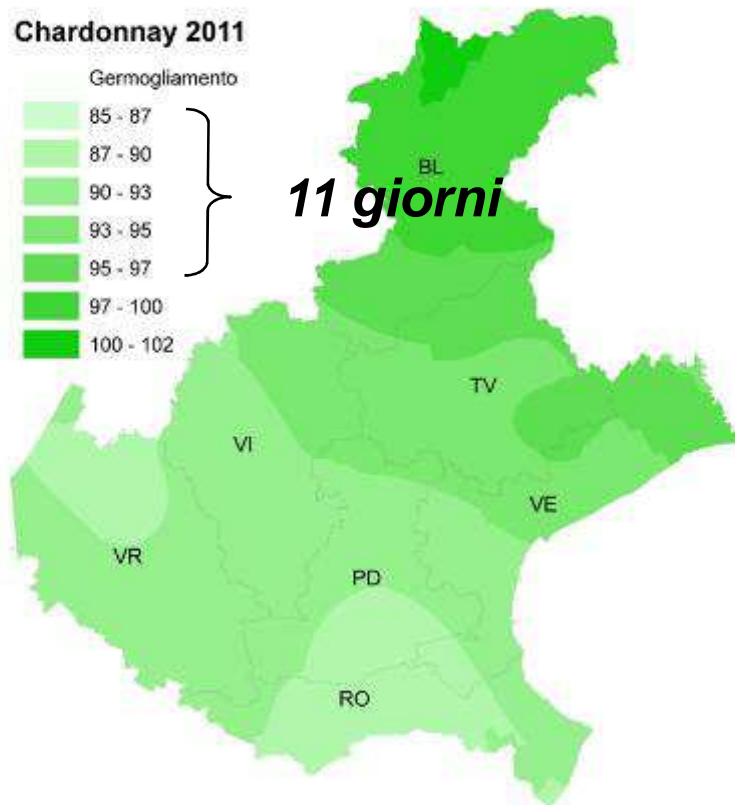 Chardonnay 2011
Germogliamento
85 - 87
87 - 90
90 - 93
93 - 95
95 - 97
97 - 100
100 - 102
11 giorni
BL
TV
VI
VE
VR
PD
RO